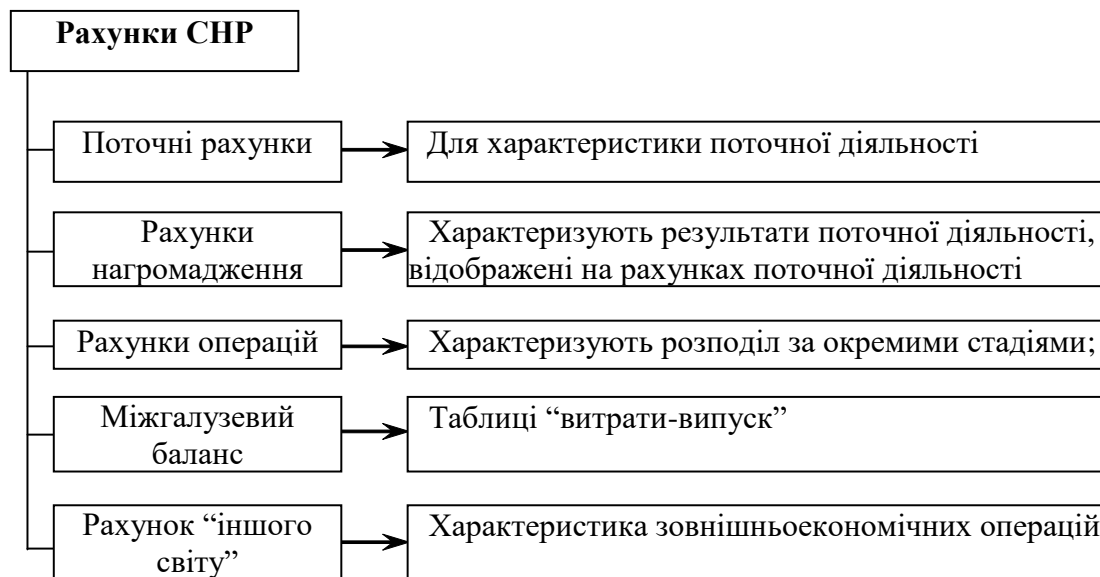 Рахунки СНР
Поточні рахунки
Для характеристики поточної діяльності
Рахунки
нагромадження
Характеризують результати поточної діяльності,
відображені на рахунках поточної діяльності
Рахунки операцій
Характеризують розподіл за окремими стадіями;
Міжгалузевий
баланс
Таблиці “витрати-випуск”
Рахунок “іншого
світу”
Характеристика зовнішньоекономічних операцій